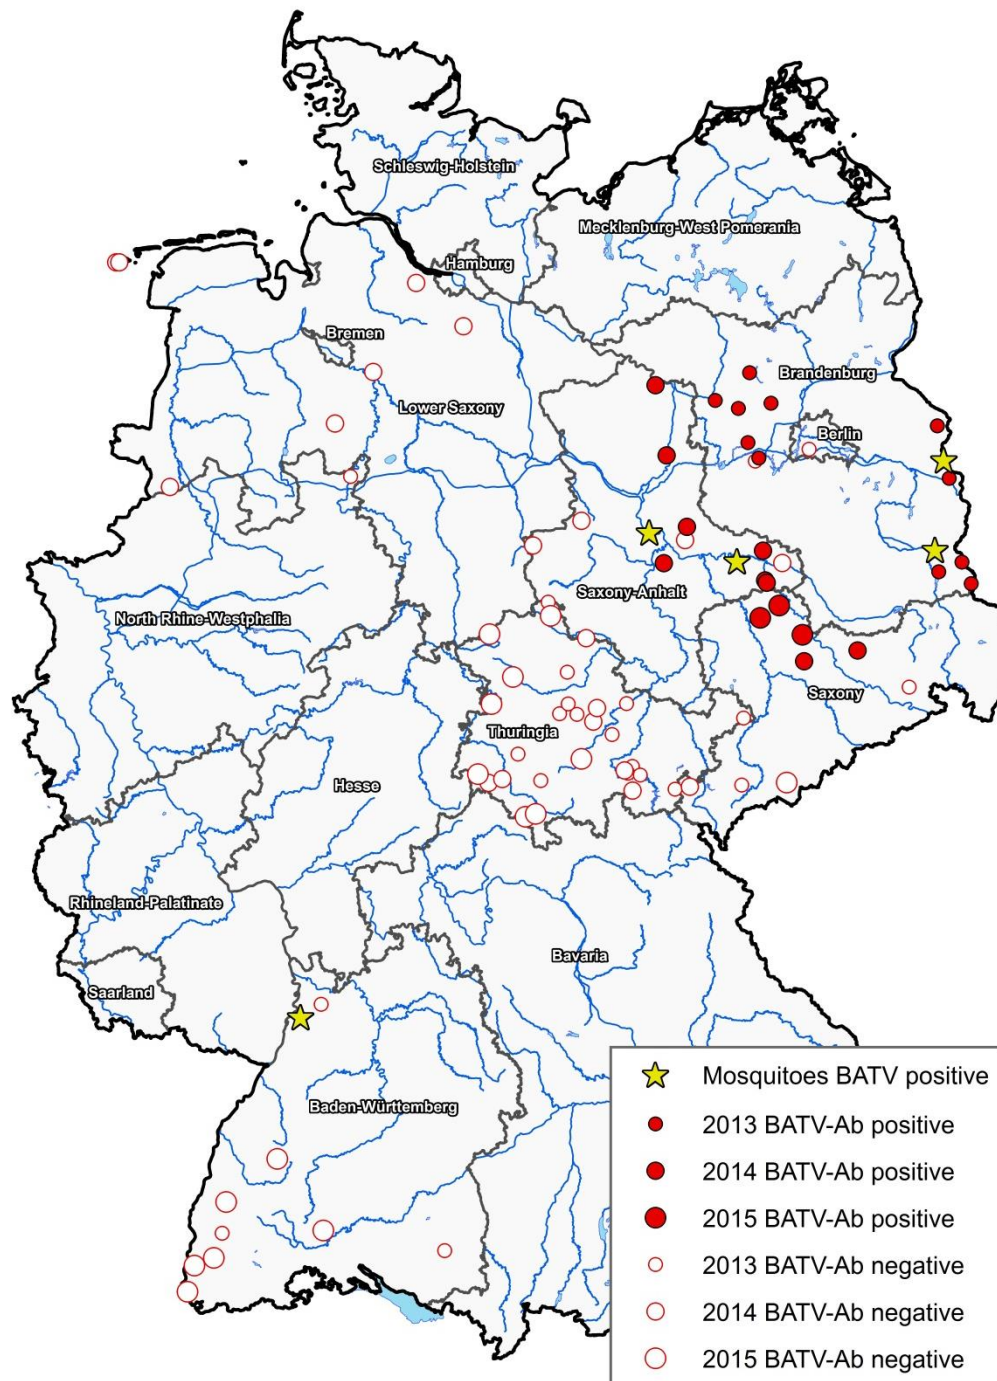 Schleswig-Holstein
Mecklenburg-West Pomerania
Hamburg
Bremen
Brandenburg
Lower Saxony
Berlin
Saxony-Anhalt
North Rhine-Westphalia
Saxony
Thuringia
Hesse
Rhineland-Palatinate
Bavaria
Saarland
Baden-Württemberg
Mosquitoes BATV positive
2013 BATV-Ab positive
2014 BATV-Ab positive
2015 BATV-Ab positive
2013 BATV-Ab negative
2014 BATV-Ab negative
2015 BATV-Ab negative